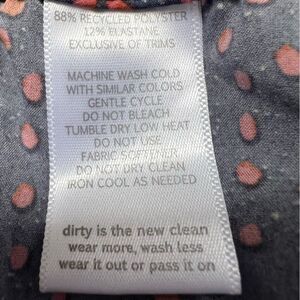 88% RECYCLED POLYSTER
12% ELASTANE
EXCLUSIVE OF TRIMS
MACHINE WASH COLD
WITH SIMILAR COLORS
GENTLE CYCLE
DO NOT BLEACH
TUMBLE DRY LOW HEAT
DO NOT USE
FABRIC SOFTENER
DO NOT DRY CLEAN
IRON COOL AS NEEDED
dirty is the new clean
wear more, wash less
wear it out or pass it on